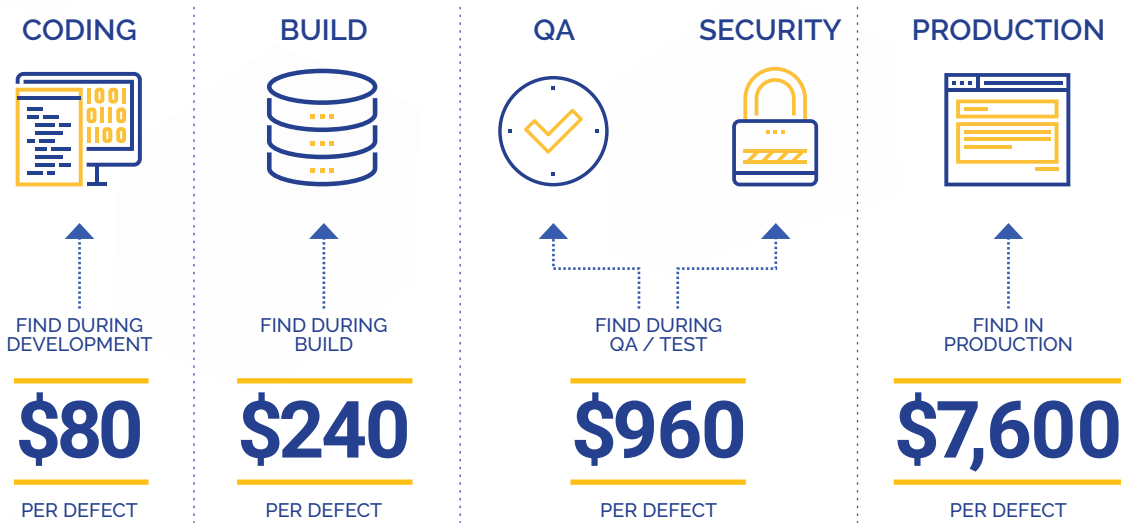 CODING
BUILD
QA
SECURITY
PRODUCTION
1001
0110
1100
FIND DURING
DEVELOPMENT
FIND DURING
BUILD
FIND DURING
QA / TEST
FIND IN
PRODUCTION
$80
$240
$960
$7,600
PER DEFECT
PER DEFECT
PER DEFECT
PER DEFECT